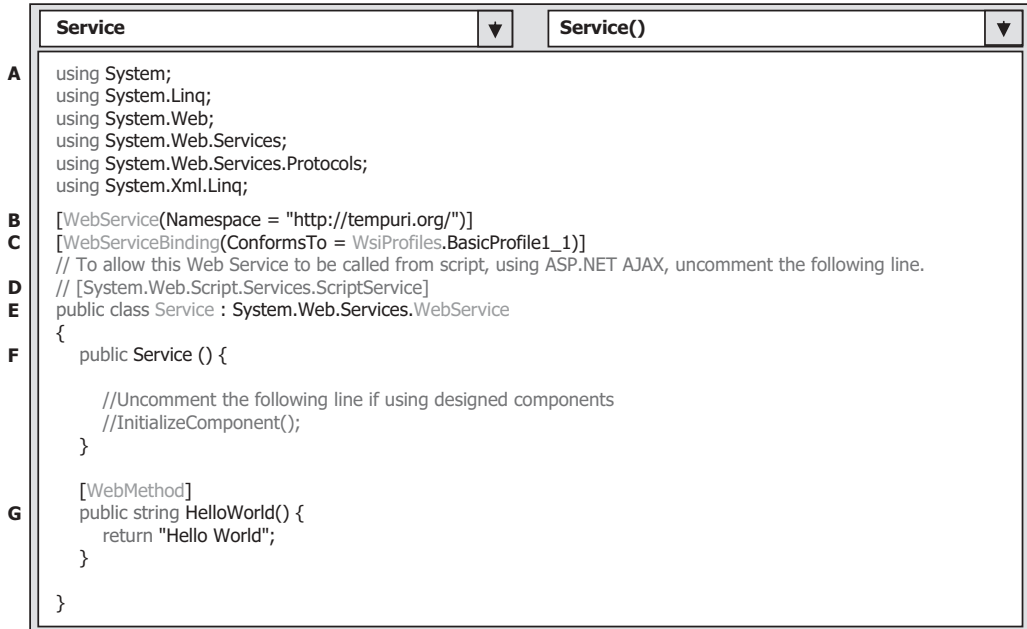 Service Service()
A using System;
using System.Linq;
using System.Web;
using System.Web.Services;
using System.Web.Services.Protocols;
using System.Xml.Linq;
B [WebService(Namespace = "http://tempuri.org/")]
C [WebServiceBinding(ConformsTo = WsiProfiles.BasicProfile1_1)]
// To allow this Web Service to be called from script, using ASP.NET AJAX, uncomment the following line.
D // [System.Web.Script.Services.ScriptService]
E public class Service : System.Web.Services.WebService
{
F public Service () {
//Uncomment the following line if using designed components
//InitializeComponent();
}
[WebMethod]
G public string HelloWorld() {
return "Hello World";
}
}